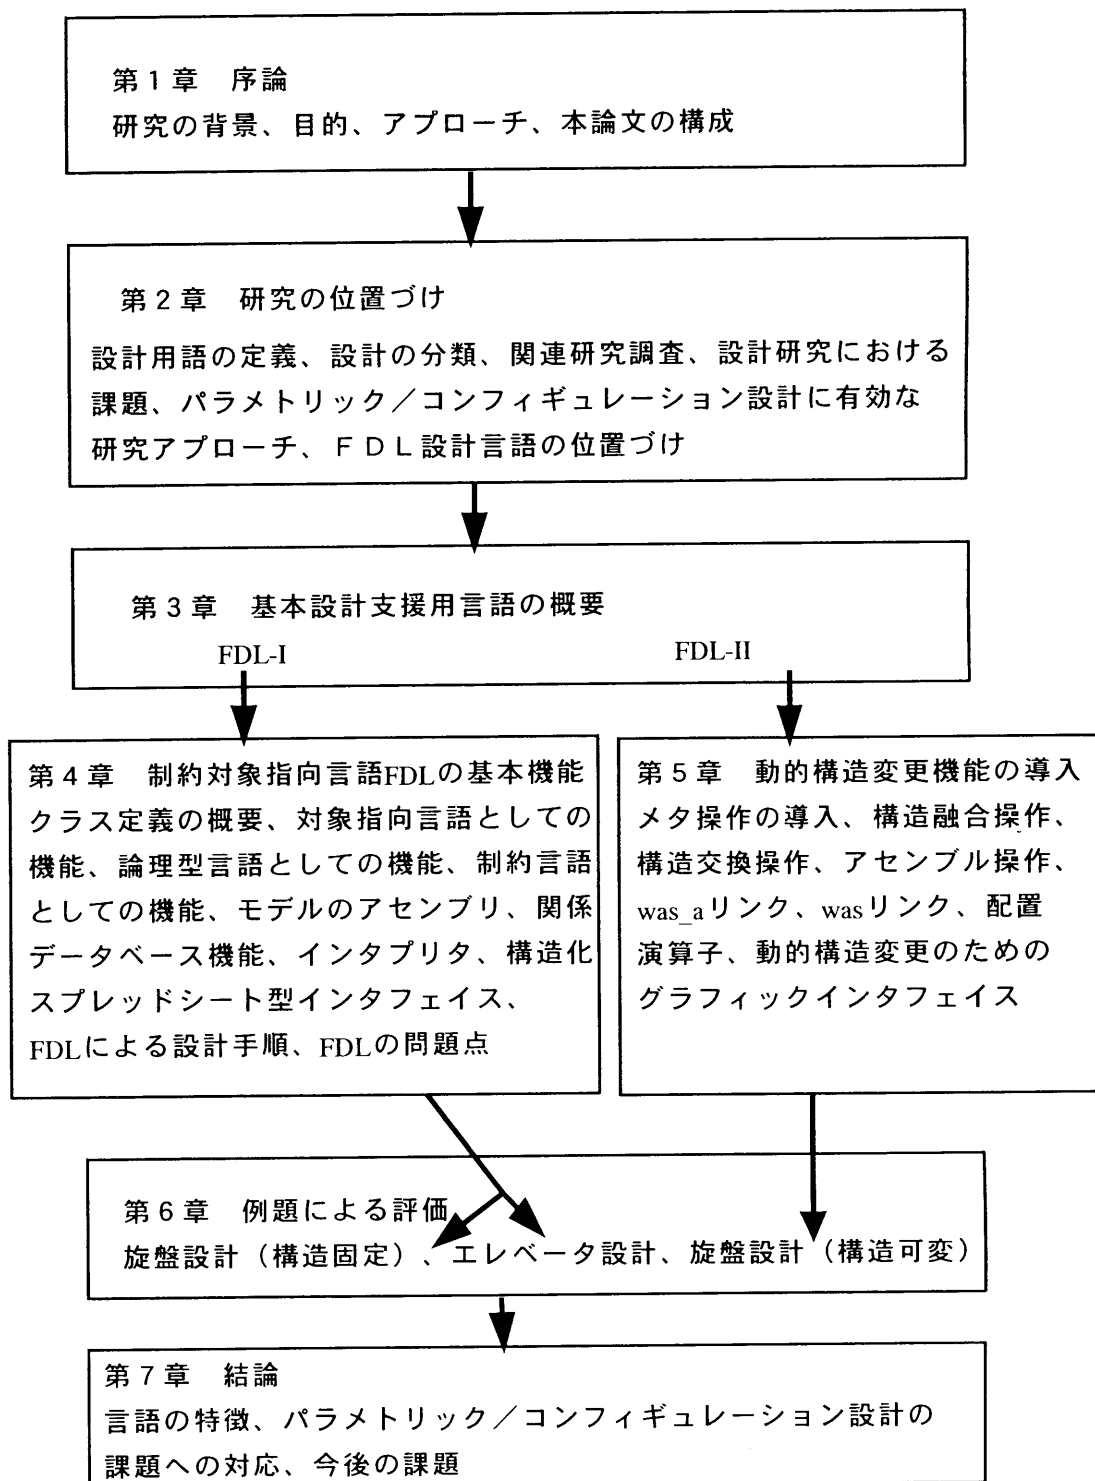 第１章　序論
研究の背景、目的、アプローチ、本論文の構成
第２章　研究の位置づけ
設計用語の定義、設計の分類、関連研究調査、設計研究における
課題、パラメトリック／コンフィギュレーション設計に有効な
研究アプローチ、ＦＤＬ設計言語の位置づけ
第３章　基本設計支援用言語の概要
FDL-I
FDL-II
第４章　制約対象指向言語FDLの基本機能
クラス定義の概要、対象指向言語としての
機能、論理型言語としての機能、制約言語
としての機能、モデルのアセンブリ、関係
データベース機能、インタプリタ、構造化
スプレッドシート型インタフェイス、
FDLによる設計手順、FDLの問題点
第５章　動的構造変更機能の導入
メタ操作の導入、構造融合操作、
構造交換操作、アセンブル操作、
was_aリンク、wasリンク、配置
演算子、動的構造変更のための
グラフィックインタフェイス
第６章　例題による評価
旋盤設計（構造固定）、エレベータ設計、旋盤設計（構造可変）
第７章　結論
言語の特徴、パラメトリック／コンフィギュレーション設計の
課題への対応、今後の課題